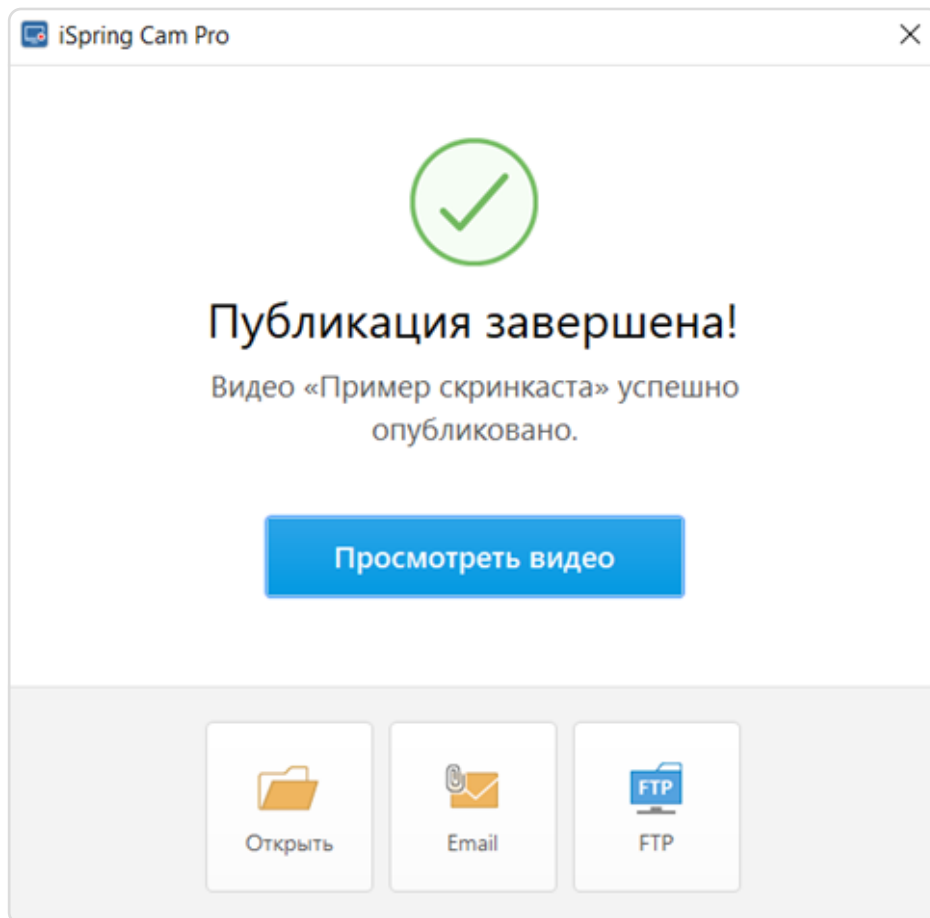 iSpring Cam Pro
Публикация завершена!
Видео «Пример скринкаста» успешно
опубликовано.
Просмотреть видео
FTP
Открыть
Email
FTP